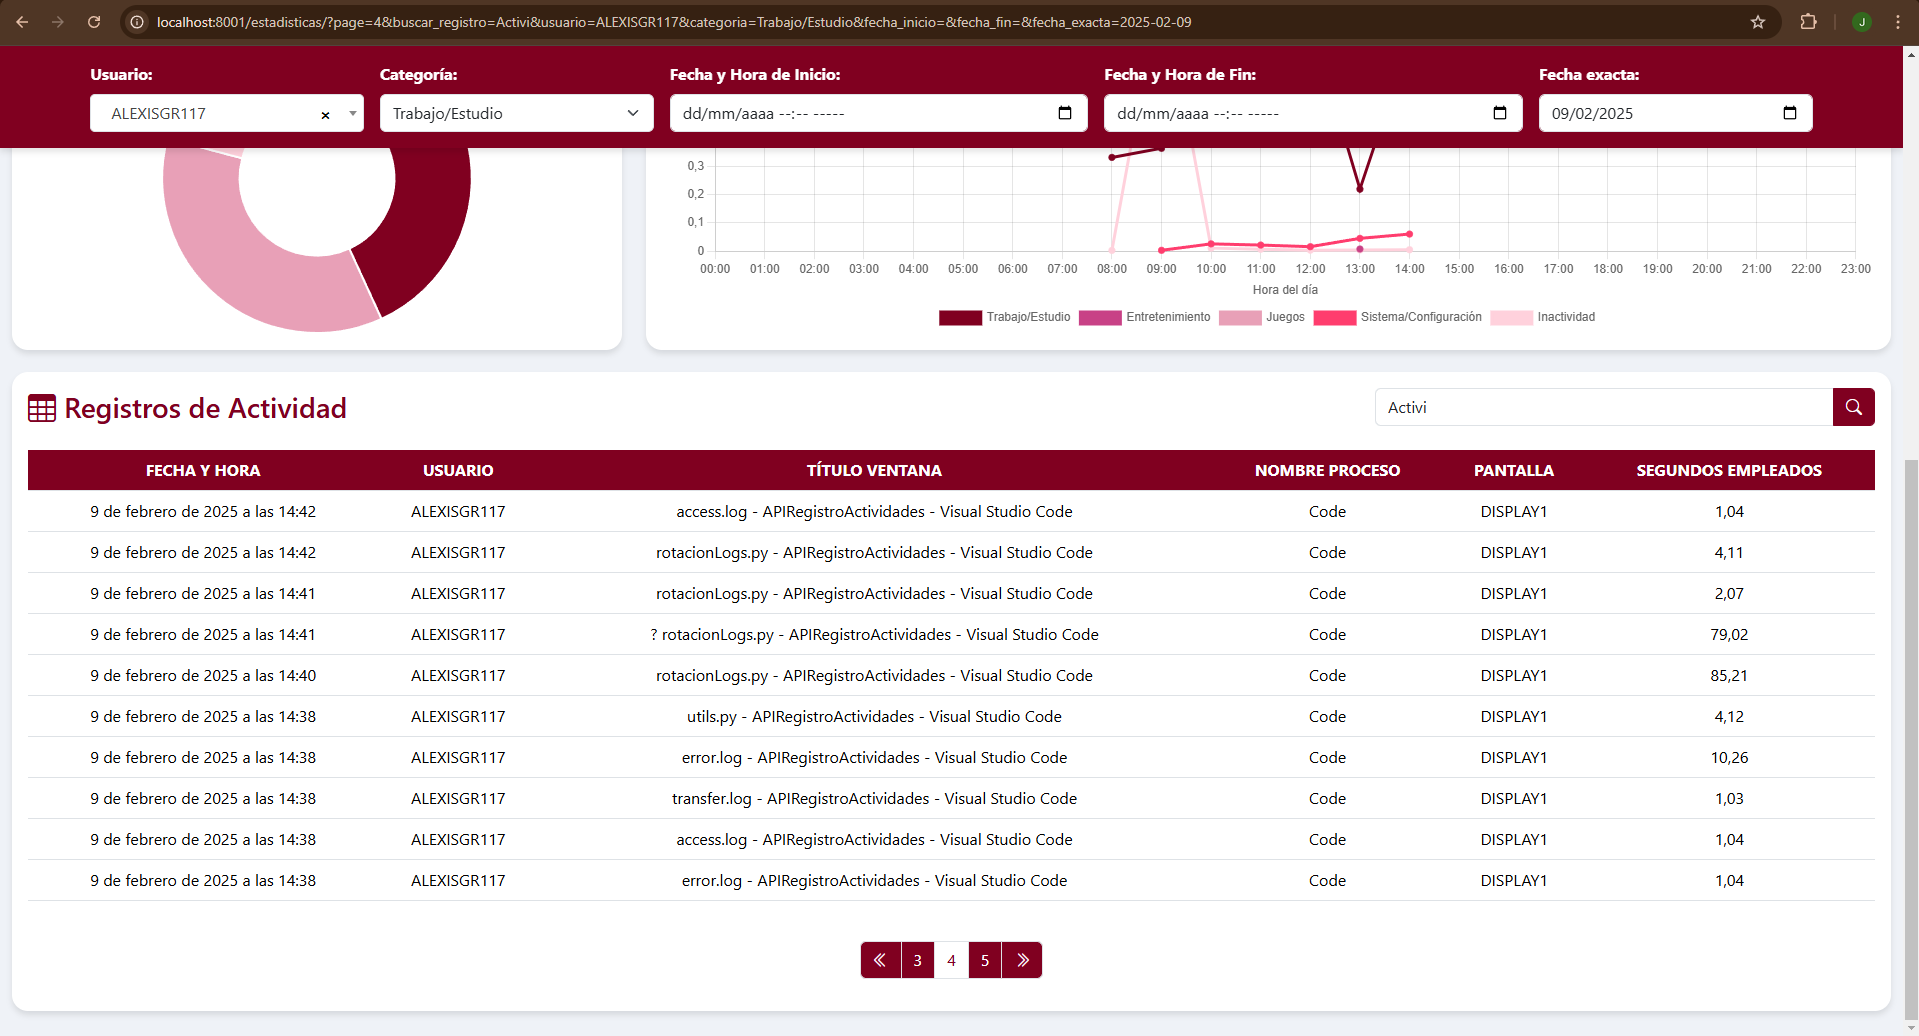 localhost:8001/estadisticas/?page=4&buscar_registro=Activi&usuario=ALEXISGR117&categoria=Trabajo/Estudio&fecha_inicio=&fecha_fin=&fecha_exacta=2025-02-09
J
Usuario: Categoría: Fecha y Hora de Inicio: Fecha y Hora de Fin: Fecha exacta:
ALEXISGR117 × Trabajo/Estudio dd/mm/aaaa --:-- ----- dd/mm/aaaa --:-- ----- 09/02/2025
0,3
0,2
0,1
0
00:00 01:00 02:00 03:00 04:00 05:00 06:00 07:00 08:00 09:00 10:00 11:00 12:00 13:00 14:00 15:00 16:00 17:00 18:00 19:00 20:00 21:00 22:00 23:00
Hora del día
Trabajo/Estudio Entretenimiento Juegos Sistema/Configuración Inactividad
Registros de Actividad
Activi
FECHA Y HORA USUARIO TÍTULO VENTANA NOMBRE PROCESO PANTALLA SEGUNDOS EMPLEADOS
9 de febrero de 2025 a las 14:42 ALEXISGR117 access.log - APIRegistroActividades - Visual Studio Code Code DISPLAY1 1,04
9 de febrero de 2025 a las 14:42 ALEXISGR117 rotacionLogs.py - APIRegistroActividades - Visual Studio Code Code DISPLAY1 4,11
9 de febrero de 2025 a las 14:41 ALEXISGR117 rotacionLogs.py - APIRegistroActividades - Visual Studio Code Code DISPLAY1 2,07
9 de febrero de 2025 a las 14:41 ALEXISGR117 ? rotacionLogs.py - APIRegistroActividades - Visual Studio Code Code DISPLAY1 79,02
9 de febrero de 2025 a las 14:40 ALEXISGR117 rotacionLogs.py - APIRegistroActividades - Visual Studio Code Code DISPLAY1 85,21
9 de febrero de 2025 a las 14:38 ALEXISGR117 utils.py - APIRegistroActividades - Visual Studio Code Code DISPLAY1 4,12
9 de febrero de 2025 a las 14:38 ALEXISGR117 error.log - APIRegistroActividades - Visual Studio Code Code DISPLAY1 10,26
9 de febrero de 2025 a las 14:38 ALEXISGR117 transfer.log - APIRegistroActividades - Visual Studio Code Code DISPLAY1 1,03
9 de febrero de 2025 a las 14:38 ALEXISGR117 access.log - APIRegistroActividades - Visual Studio Code Code DISPLAY1 1,04
9 de febrero de 2025 a las 14:38 ALEXISGR117 error.log - APIRegistroActividades - Visual Studio Code Code DISPLAY1 1,04
3 4 5